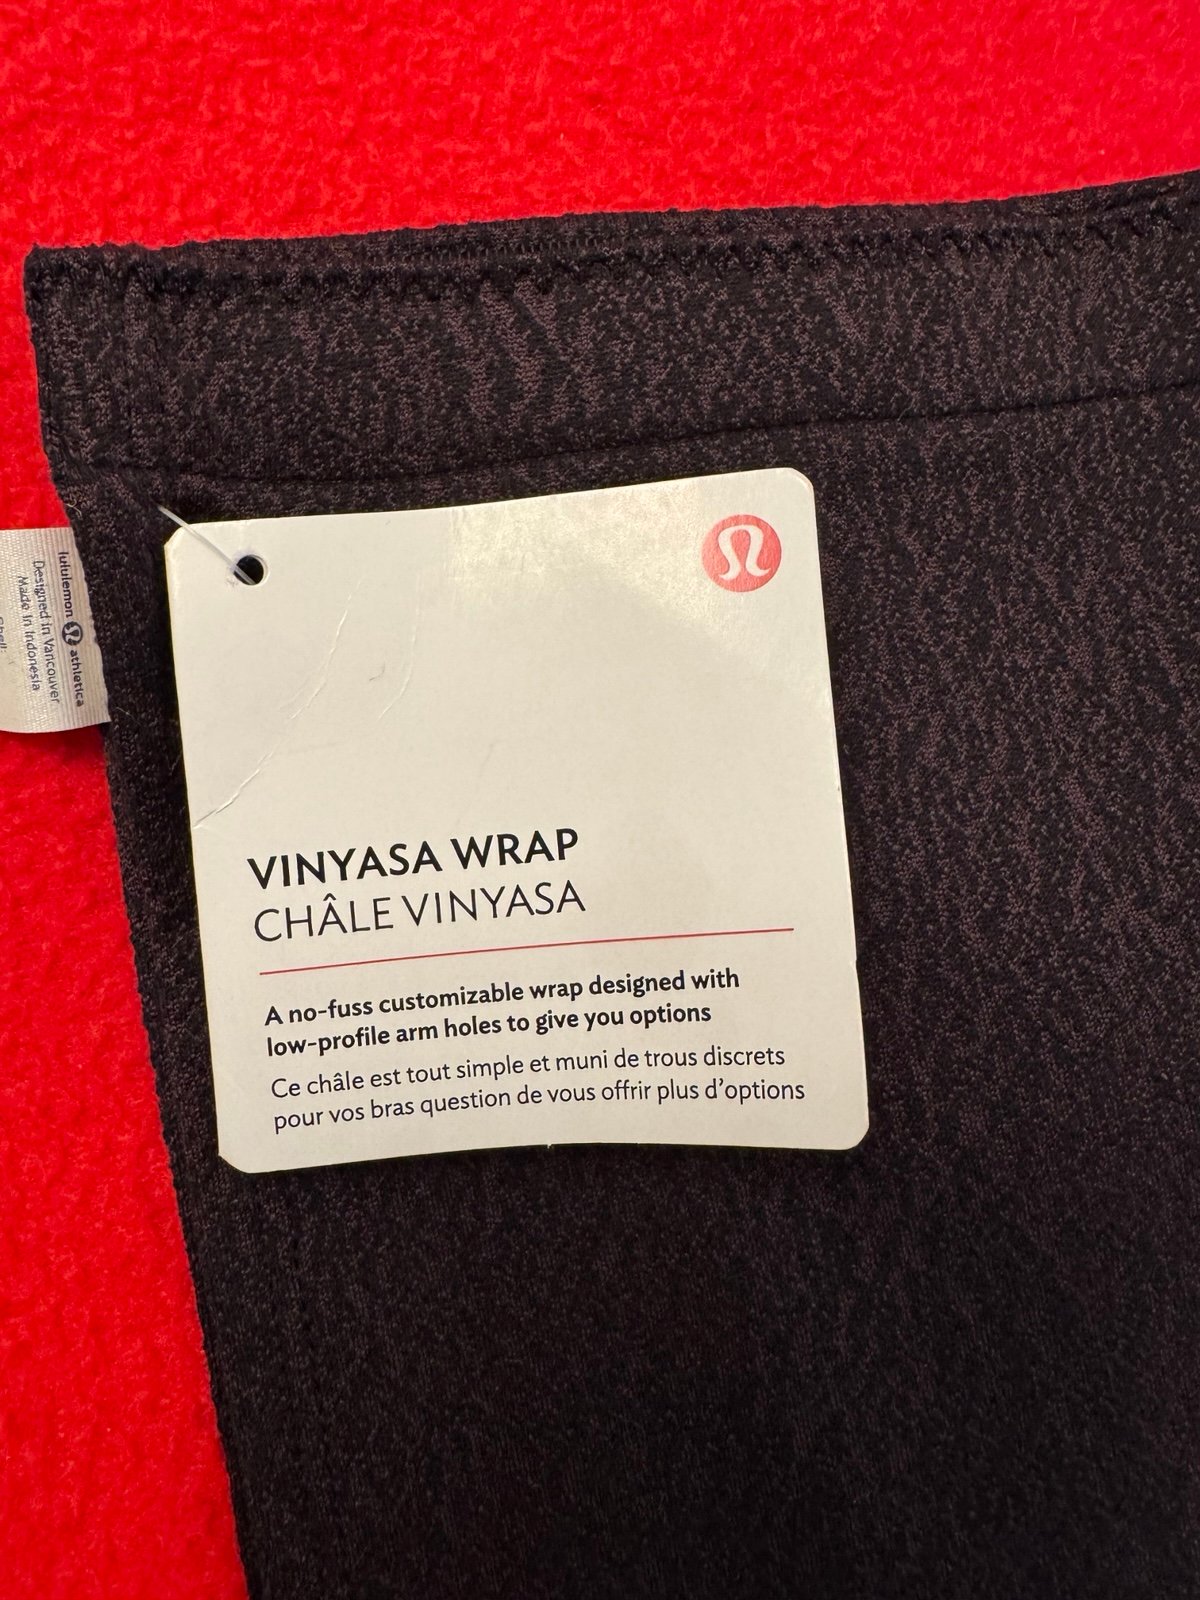 VINYASA WRAP
CHÂLE VINYASA
A no-fuss customizable wrap designed with
low-profile arm holes to give you options
Ce châle est tout simple et muni de trous discrets
pour vos bras question de vous offrir plus d'options
lululemon athletica
Designed in Vancouver
Made in Indonesia
Shell: